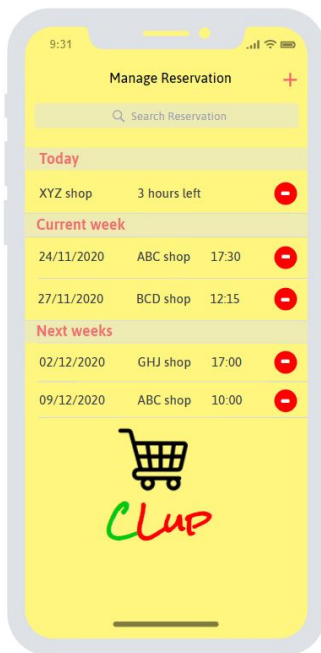 9:31
Manage Reservation +
Search Reservation
Today
XYZ shop 3 hours left
Current week
24/11/2020 ABC shop 17:30
27/11/2020 BCD shop 12:15
Next weeks
02/12/2020 GHJ shop 17:00
09/12/2020 ABC shop 10:00
CLup